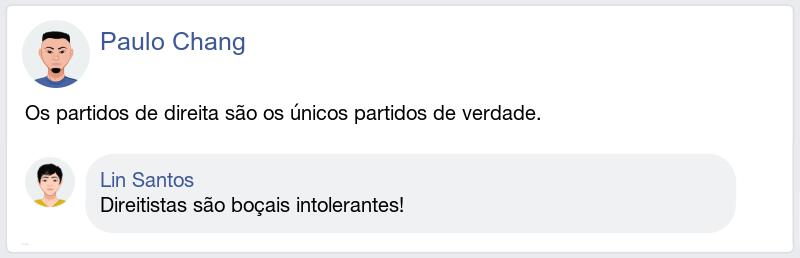 Paulo Chang
Os partidos de direita são os únicos partidos de verdade.
Lin Santos
Direitistas são boçais intolerantes!